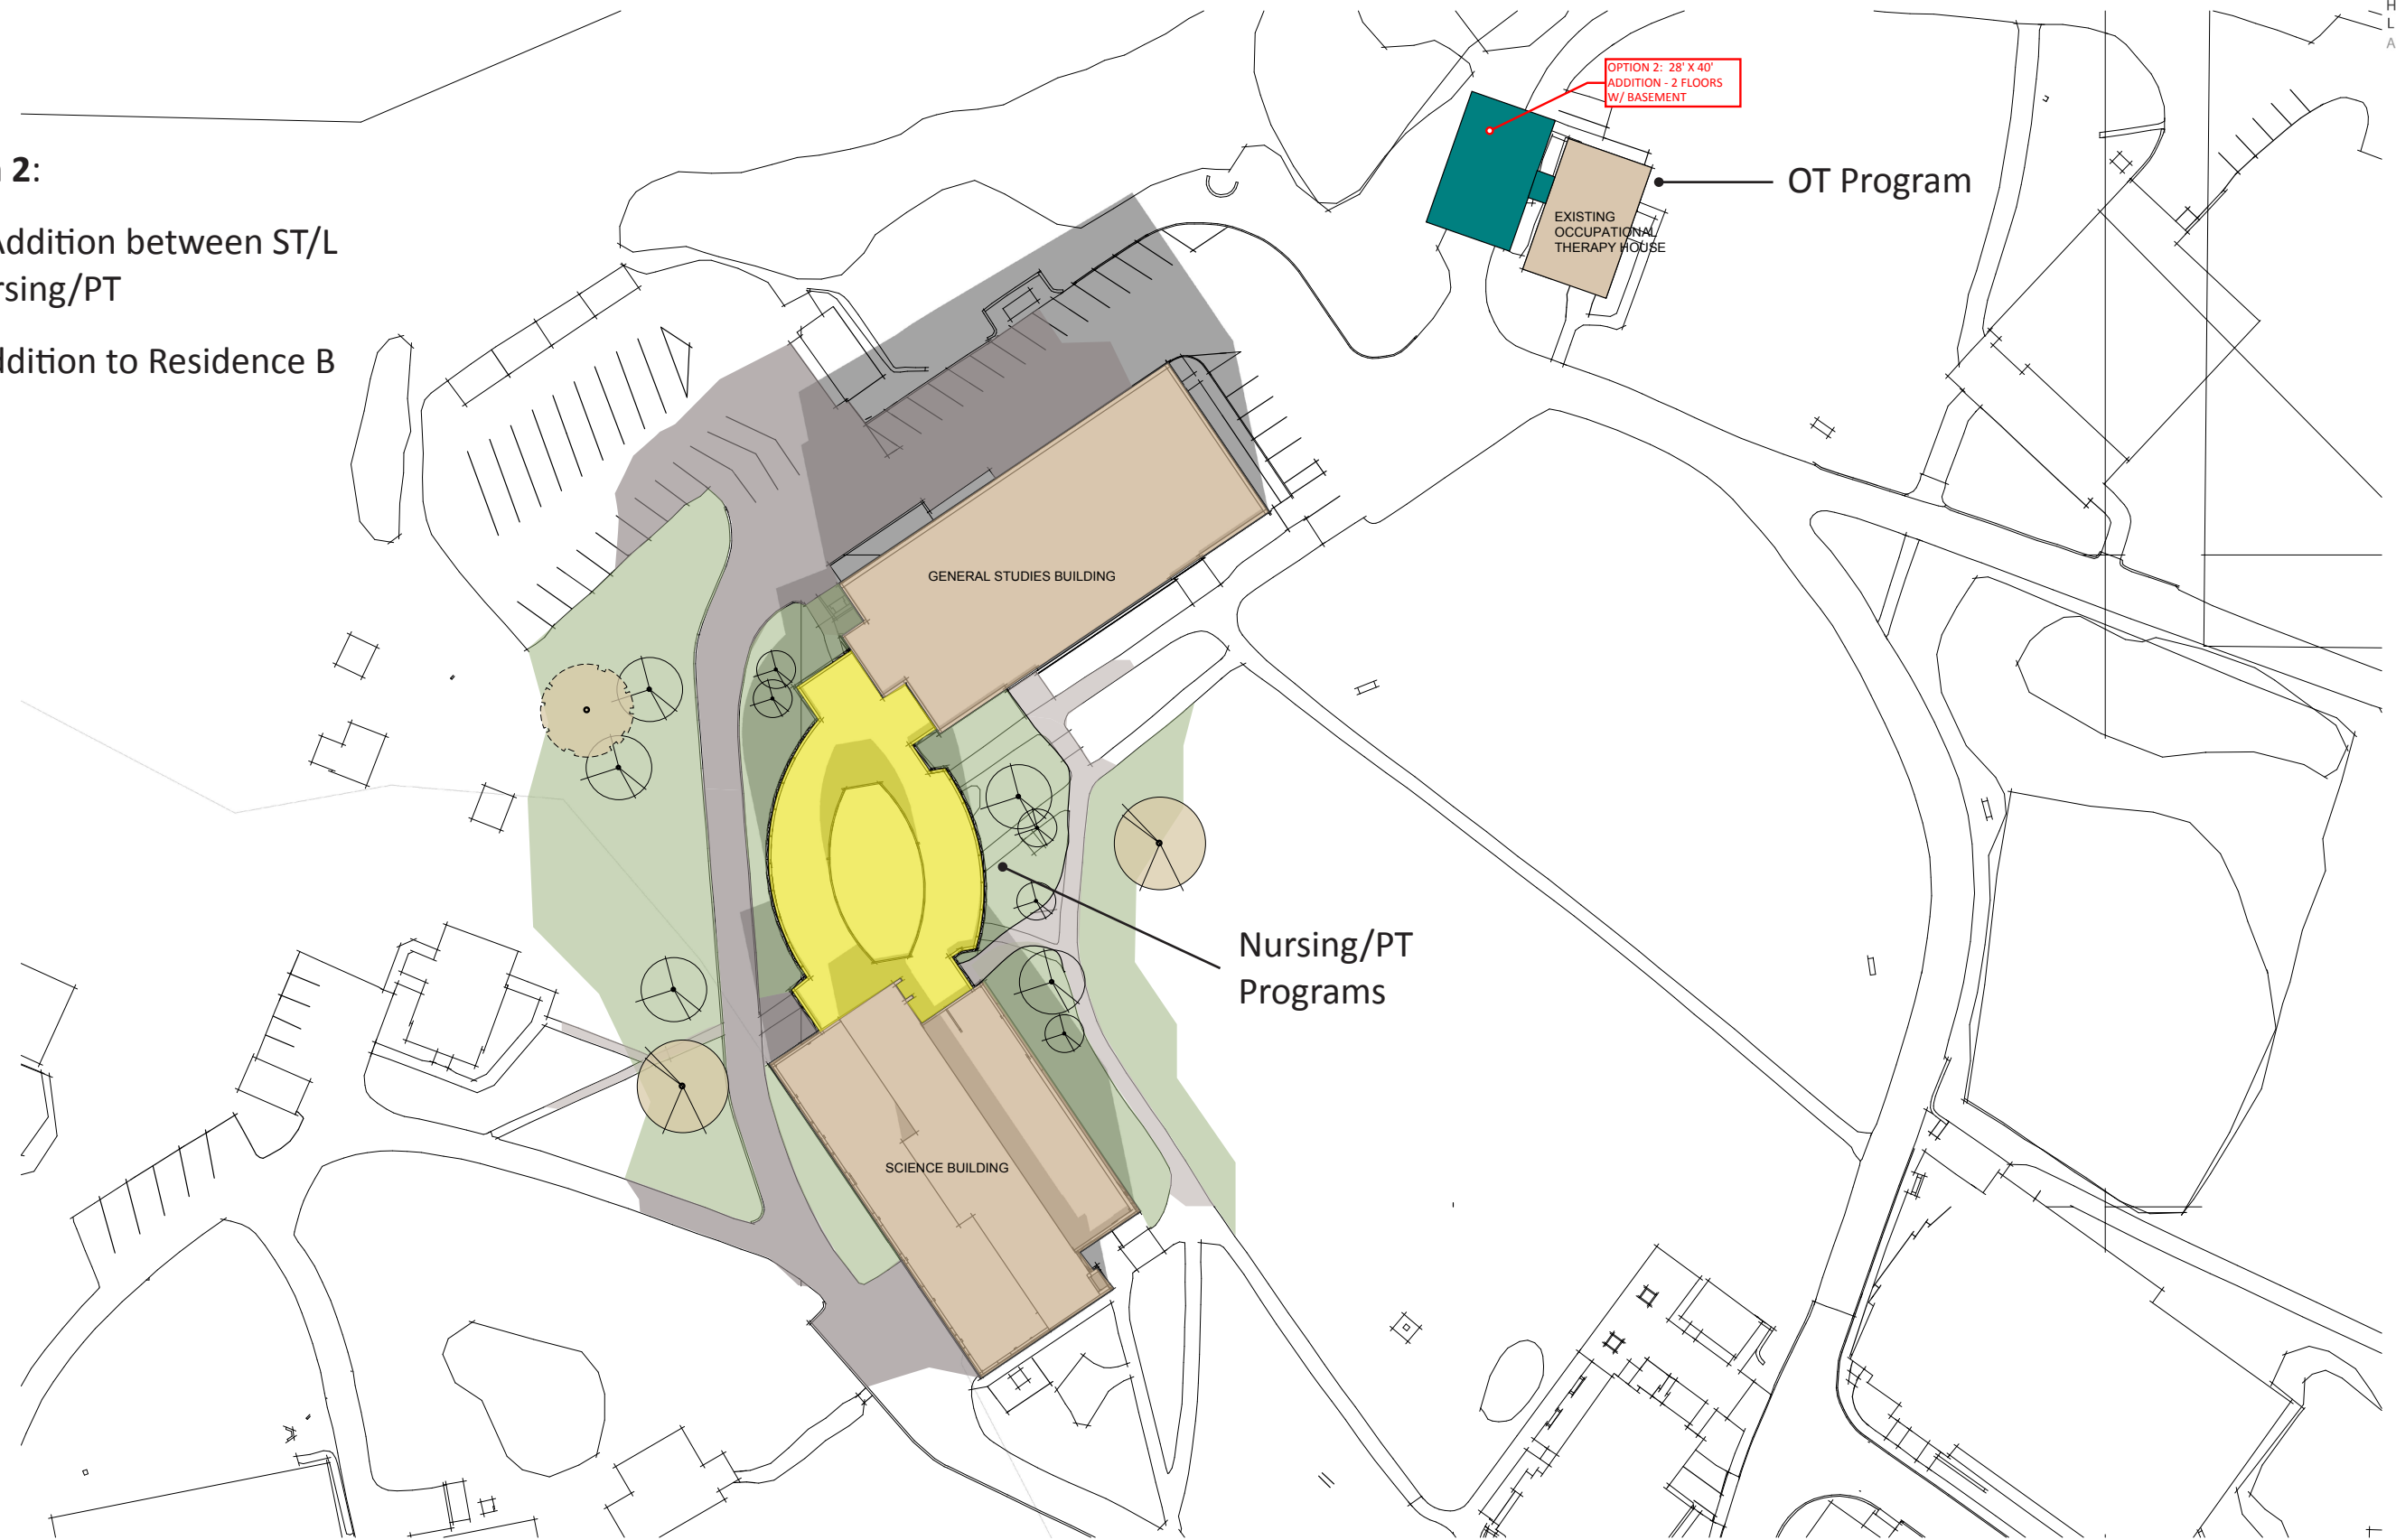 H
L
A
OPTION 2: 28' X 40'
ADDITION - 2 FLOORS
W/ BASEMENT
2:
Addition between ST/L
rsing/PT
ddition to Residence B
OT Program
EXISTING
OCCUPATIONAL
THERAPY HOUSE
GENERAL STUDIES BUILDING
Nursing/PT
Programs
SCIENCE BUILDING